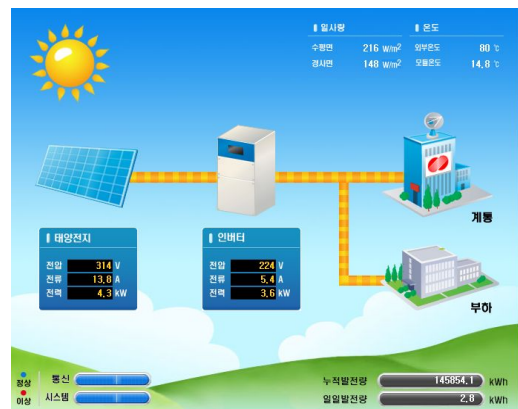 일사량
수평면 216 W/m2
경사면 148 W/m2
온도
외부온도 80 ℃
모듈온도 14.8 ℃
계통
태양전지
전압 314 V
전류 13.8 A
전력 4.3 kW
인버터
전압 224 V
전류 5.4 A
전력 3.6 kW
부하
정상
이상
통신
시스템
누적발전량 145854.1 kWh
일일발전량 2.8 kWh